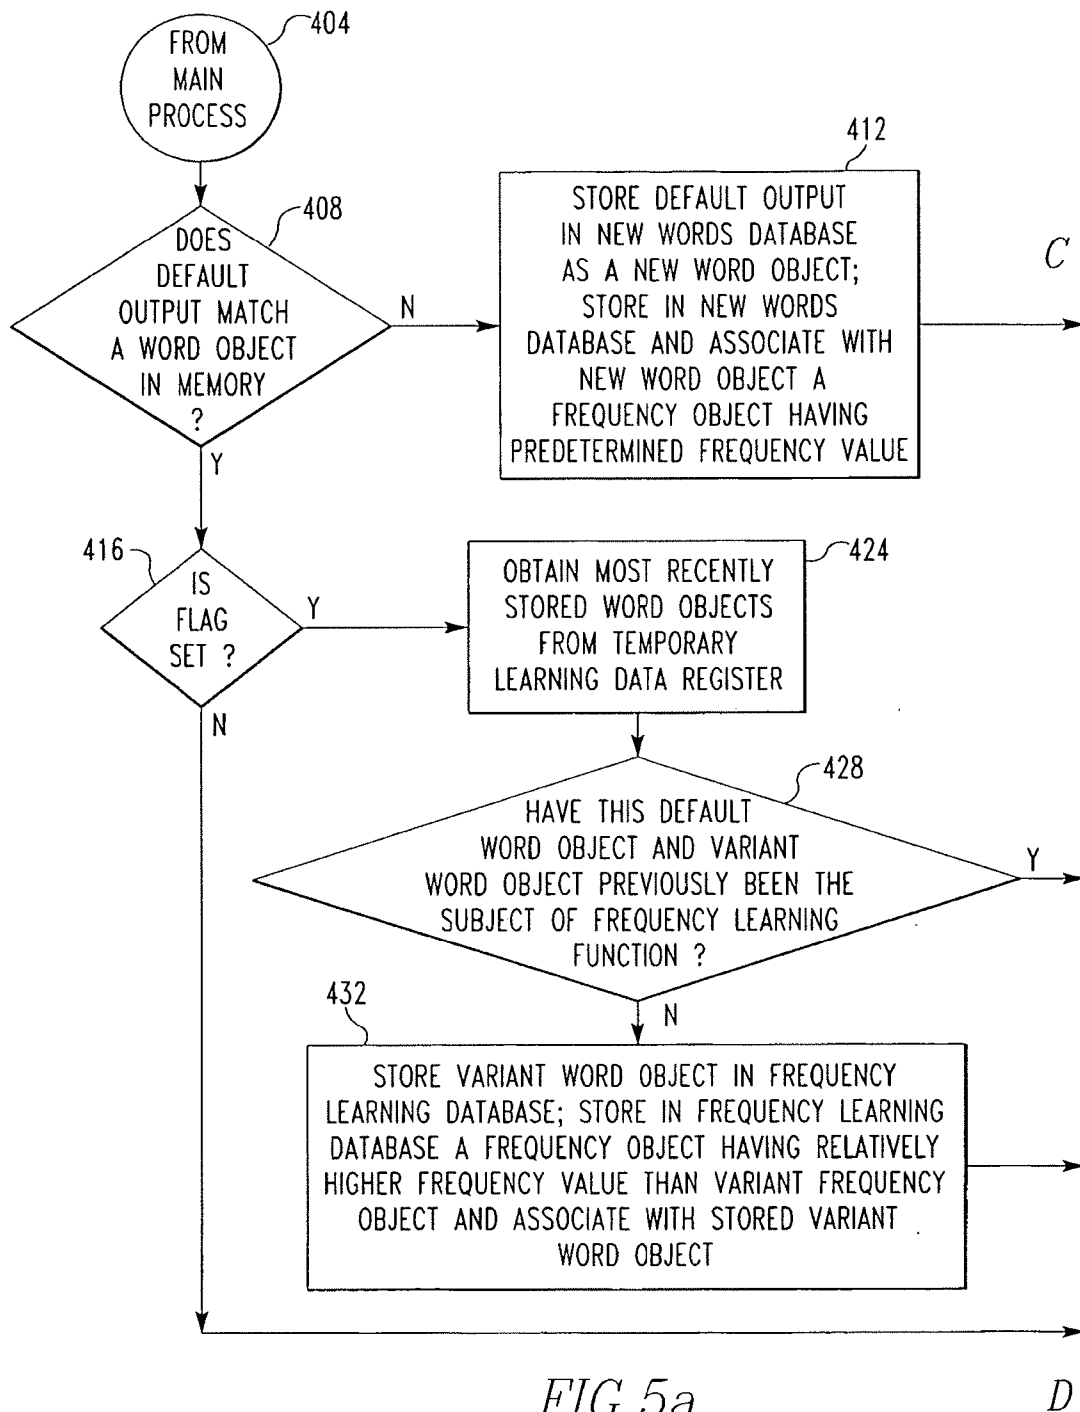 404
FROM
MAIN
PROCESS
412
408
DOES
DEFAULT
OUTPUT MATCH
A WORD OBJECT
IN MEMORY
?
N
Y
STORE DEFAULT OUTPUT
IN NEW WORDS DATABASE
AS A NEW WORD OBJECT;
STORE IN NEW WORDS
DATABASE AND ASSOCIATE WITH
NEW WORD OBJECT A
FREQUENCY OBJECT HAVING
PREDETERMINED FREQUENCY VALUE
C
416
IS
FLAG
SET ?
Y
N
424
OBTAIN MOST RECENTLY
STORED WORD OBJECTS
FROM TEMPORARY
LEARNING DATA REGISTER
428
HAVE THIS DEFAULT
WORD OBJECT AND VARIANT
WORD OBJECT PREVIOUSLY BEEN THE
SUBJECT OF FREQUENCY LEARNING
FUNCTION ?
Y
N
432
STORE VARIANT WORD OBJECT IN FREQUENCY
LEARNING DATABASE; STORE IN FREQUENCY LEARNING
DATABASE A FREQUENCY OBJECT HAVING RELATIVELY
HIGHER FREQUENCY VALUE THAN VARIANT FREQUENCY
OBJECT AND ASSOCIATE WITH STORED VARIANT
WORD OBJECT
FIG.5a
D